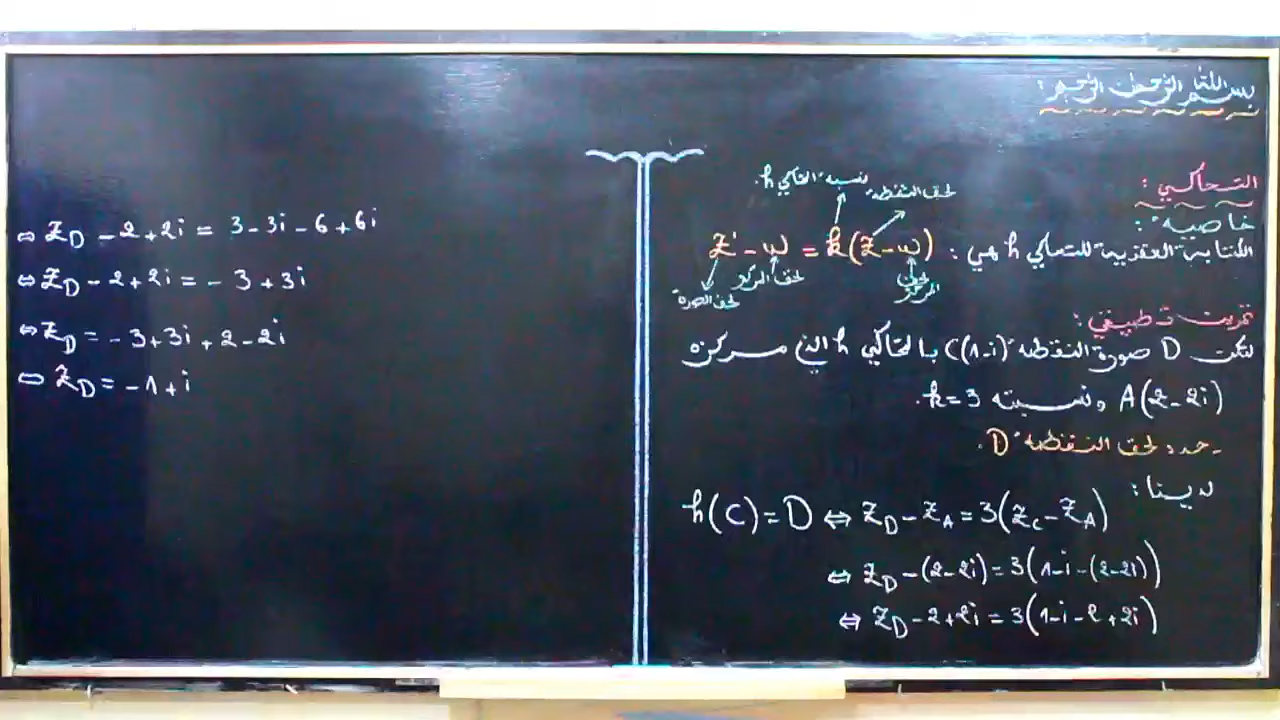 بسم الله الرحمن الرحيم:
التحاكي:
خاصية:
الكتابة العقدية للتحاكي h هي: z' - ω = k(z - ω)
نسبة التحاكي h.
لحق النقطة
لحق الصورة
لحق المركز
لحق المركز
تمرين تطبيقي:
لتكن D صورة النقطة C(1-i) بالتحاكي h الذي مركزه
A(2-2i) ونسبته k=3.
- حدد لحق النقطة D.
لدينا:
h(C)=D ⇔ z_D - z_A = 3(z_C - z_A)
⇔ z_D - (2-2i) = 3(1-i-(2-2i))
⇔ z_D - 2 + 2i = 3(1-i-2+2i)
⇔ z_D - 2 + 2i = 3-3i-6+6i
⇔ z_D - 2 + 2i = -3+3i
⇔ z_D = -3+3i+2-2i
⇔ z_D = -1+i